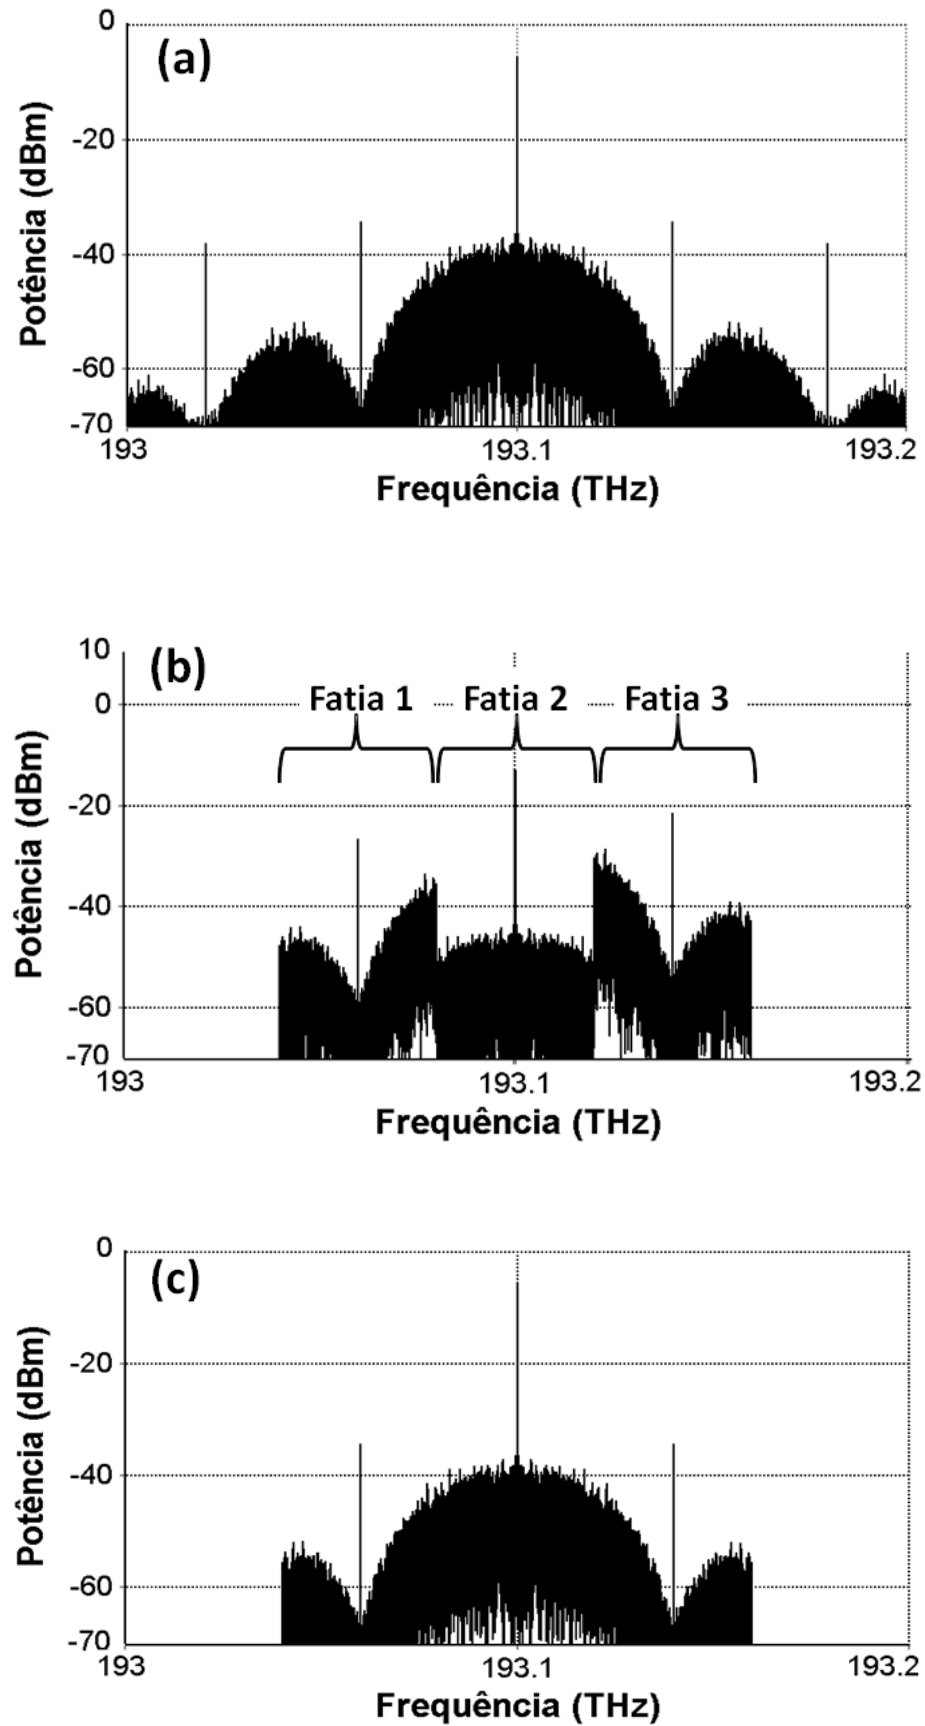 (a)
0
-20
-40
-60
-70
Potência (dBm)
193
193.1
193.2
Frequência (THz)
(b)
10
0
-20
-40
-60
-70
Fatia 1
Fatia 2
Fatia 3
Potência (dBm)
193
193.1
193.2
Frequência (THz)
(c)
0
-20
-40
-60
-70
Potência (dBm)
193
193.1
193.2
Frequência (THz)